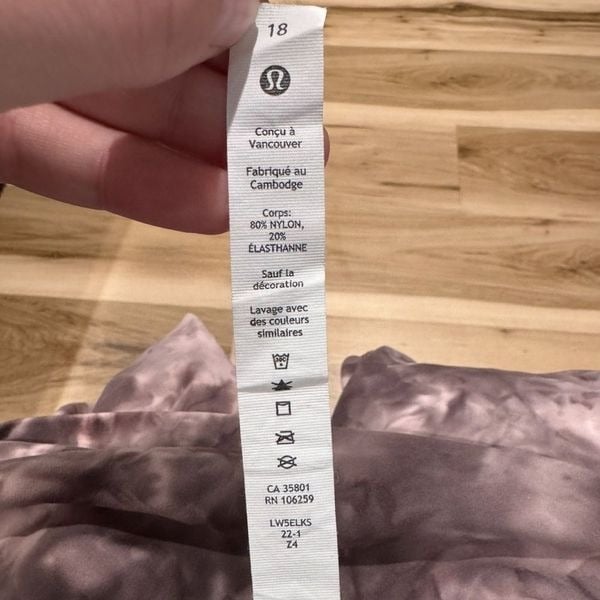 18
Conçu à
Vancouver
Fabriqué au
Cambodge
Corps:
80% NYLON,
20%
ÉLASTHANNE
Sauf la
décoration
Lavage avec
des couleurs
similaires
CA 35801
RN 106259
LW5ELKS
22-1
Z4